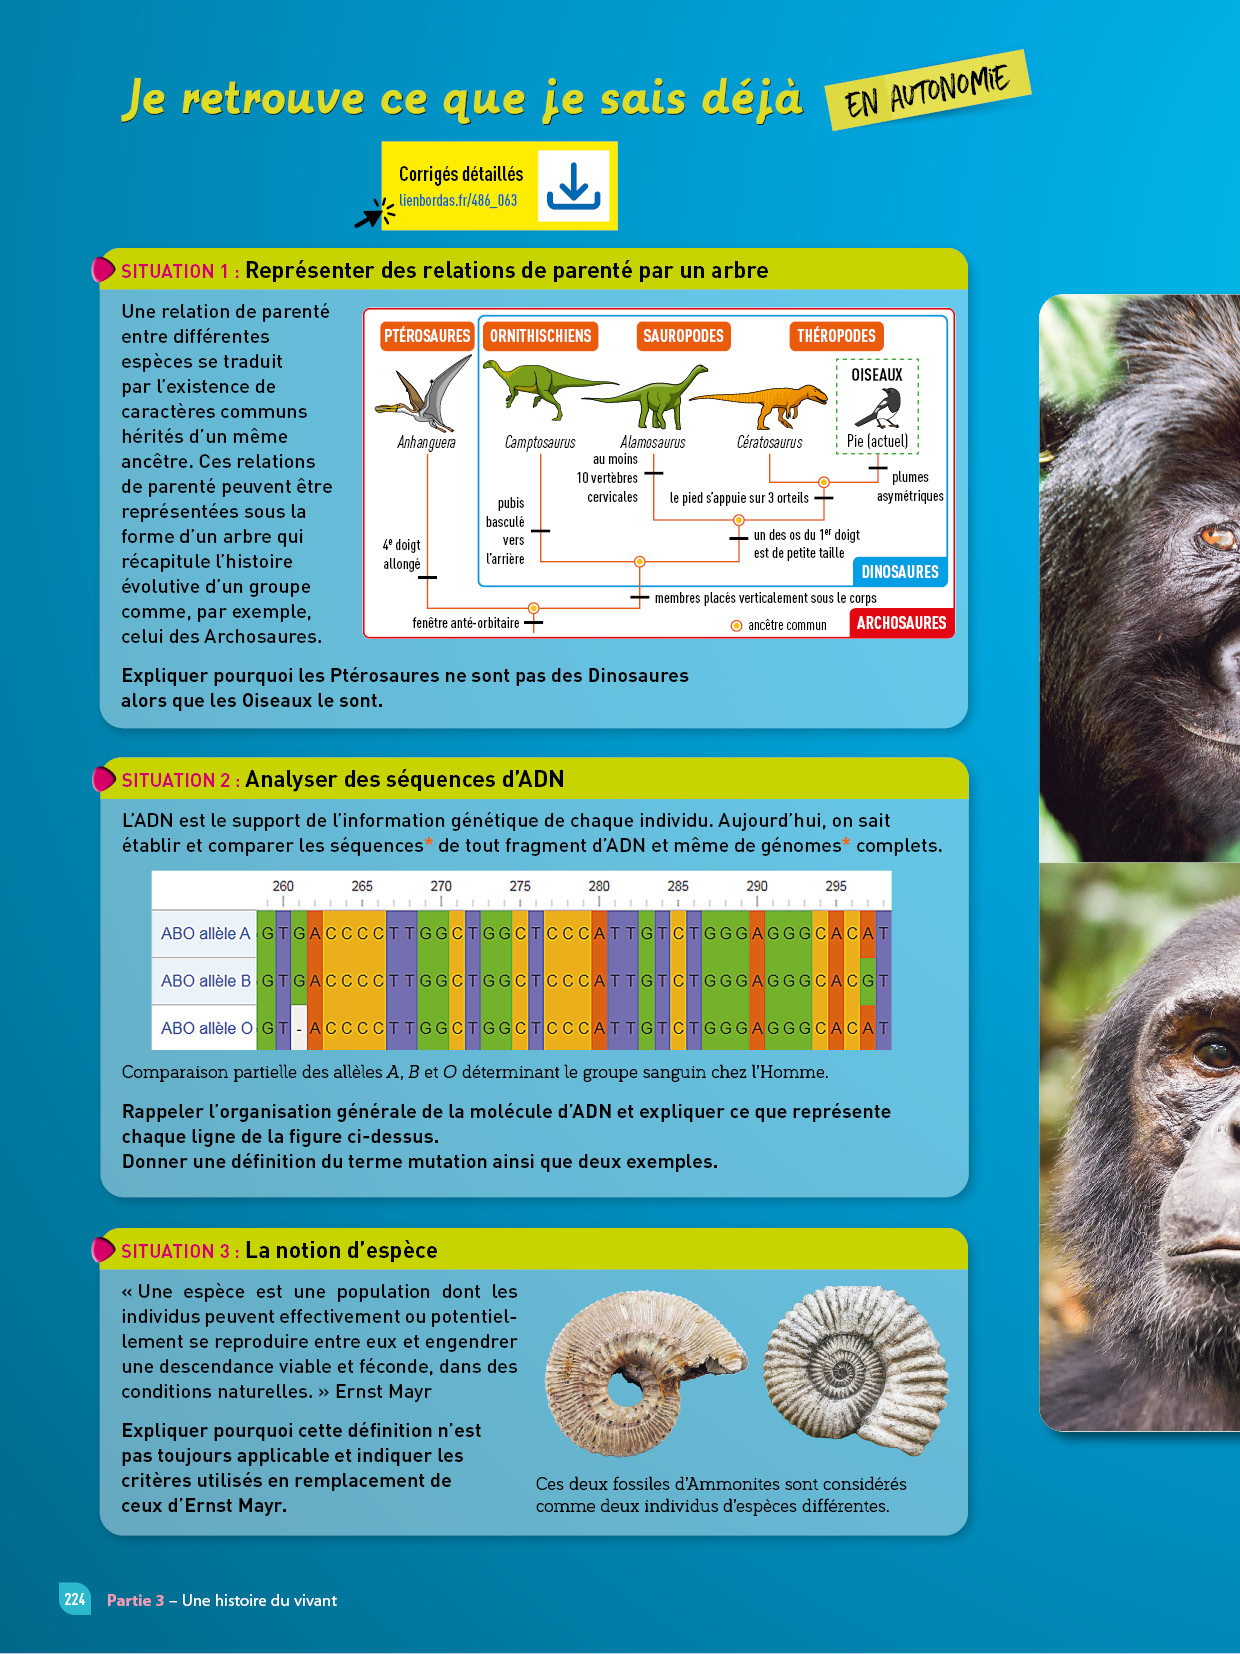 Je retrouve ce que je sais déjà
EN AUTONOMIE
Corrigés détaillés
lienbordas.fr/486_063
SITUATION 1 : Représenter des relations de parenté par un arbre
Une relation de parenté
entre différentes
espèces se traduit
par l'existence de
caractères communs
hérités d'un même
ancêtre. Ces relations
de parenté peuvent être
représentées sous la
forme d'un arbre qui
récapitule l'histoire
évolutive d'un groupe
comme, par exemple,
celui des Archosaures.
PTÉROSAURES
ORNITHISCHIENS
SAUROPODES
THÉROPODES
OISEAUX
Anhanguera
Camptosaurus
Alamosaurus
Cératosaurus
Pie (actuel)
au moins
10 vertèbres
cervicales
plumes
asymétriques
le pied s'appuie sur 3 orteils
pubis
basculé
vers
l'arrière
un des os du 1er doigt
est de petite taille
4e doigt
allongé
DINOSAURES
membres placés verticalement sous le corps
fenêtre anté-orbitaire
ancêtre commun
ARCHOSAURES
Expliquer pourquoi les Ptérosaures ne sont pas des Dinosaures
alors que les Oiseaux le sont.
SITUATION 2 : Analyser des séquences d'ADN
L'ADN est le support de l'information génétique de chaque individu. Aujourd'hui, on sait
établir et comparer les séquences* de tout fragment d'ADN et même de génomes* complets.
260 265 270 275 280 285 290 295
ABO allèle A G T G A C C C C T T G G C T G G C T C C C A T T G T C T G G G A G G G C A C A T
ABO allèle B G T G A C C C C T T G G C T G G C T C C C A T T G T C T G G G A G G G C A C G T
ABO allèle O G T - A C C C C T T G G C T G G C T C C C A T T G T C T G G G A G G G C A C A T
Comparaison partielle des allèles A, B et O déterminant le groupe sanguin chez l'Homme.
Rappeler l'organisation générale de la molécule d'ADN et expliquer ce que représente
chaque ligne de la figure ci-dessus.
Donner une définition du terme mutation ainsi que deux exemples.
SITUATION 3 : La notion d'espèce
« Une espèce est une population dont les
individus peuvent effectivement ou potentiel-
lement se reproduire entre eux et engendrer
une descendance viable et féconde, dans des
conditions naturelles. » Ernst Mayr
Expliquer pourquoi cette définition n'est
pas toujours applicable et indiquer les
critères utilisés en remplacement de
ceux d'Ernst Mayr.
Ces deux fossiles d'Ammonites sont considérés
comme deux individus d'espèces différentes.
224 Partie 3 – Une histoire du vivant